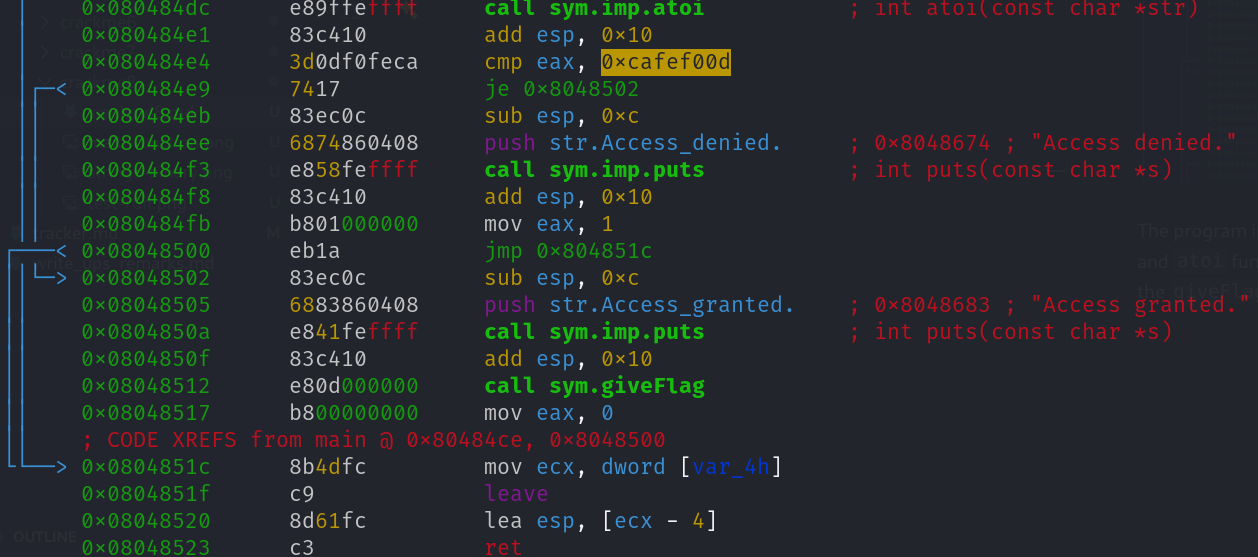 0x080484dc e89ffeffff call sym.imp.atoi ; int atoi(const char *str)
0x080484e1 83c410 add esp, 0x10
0x080484e4 3d0df0feca cmp eax, 0xcafef00d
0x080484e9 7417 je 0x8048502
0x080484eb 83ec0c sub esp, 0xc
0x080484ee 6874860408 push str.Access_denied. ; 0x8048674 ; "Access denied."
0x080484f3 e858feffff call sym.imp.puts ; int puts(const char *s)
0x080484f8 83c410 add esp, 0x10
0x080484fb b801000000 mov eax, 1
0x08048500 eb1a jmp 0x804851c
0x08048502 83ec0c sub esp, 0xc
0x08048505 6883860408 push str.Access_granted. ; 0x8048683 ; "Access granted."
0x0804850a e841feffff call sym.imp.puts ; int puts(const char *s)
0x0804850f 83c410 add esp, 0x10
0x08048512 e80d000000 call sym.giveFlag
0x08048517 b800000000 mov eax, 0
; CODE XREFS from main @ 0x80484ce, 0x8048500
0x0804851c 8b4dfc mov ecx, dword [var_4h]
0x0804851f c9 leave
0x08048520 8d61fc lea esp, [ecx - 4]
0x08048523 c3 ret
The program i
and atoi fun
the giveFla
OUTLINE